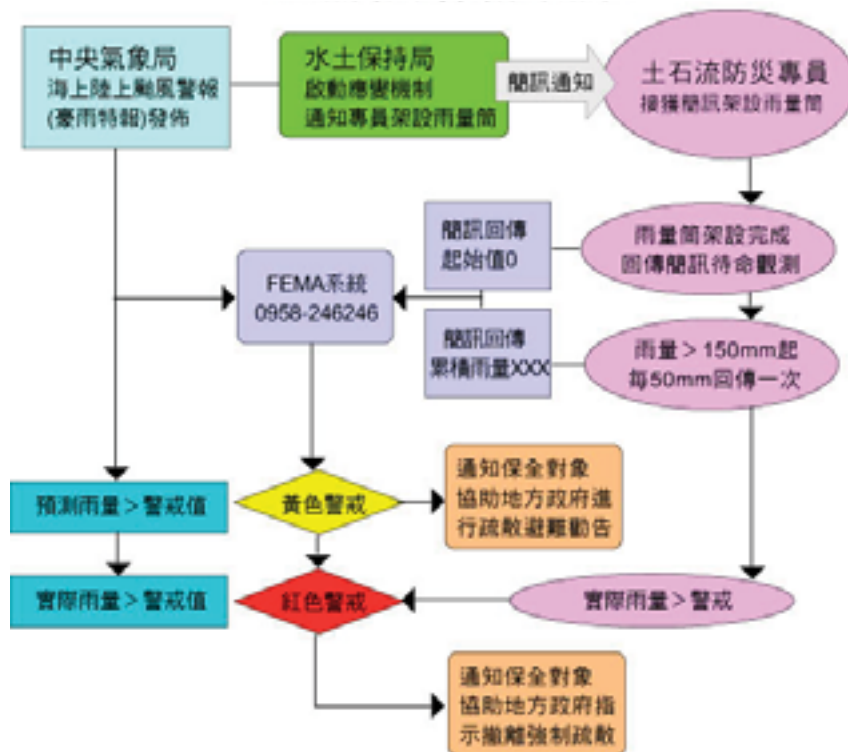 中央氣象局
海上陸上颱風警報
(豪雨特報)發佈
水土保持局
啟動應變機制
通知專員架設雨量筒
簡訊通知
土石流防災專員
接獲簡訊架設雨量筒
簡訊回傳
起始值0
雨量筒架設完成
回傳簡訊待命觀測
FEMA系統
0958-246246
簡訊回傳
累積雨量XXX
雨量＞150mm起
每50mm回傳一次
預測雨量＞警戒值
黃色警戒
通知保全對象
協助地方政府進
行疏散避難勸告
實際雨量＞警戒值
紅色警戒
實際雨量＞警戒
通知保全對象
協助地方政府指
示撤離強制疏散